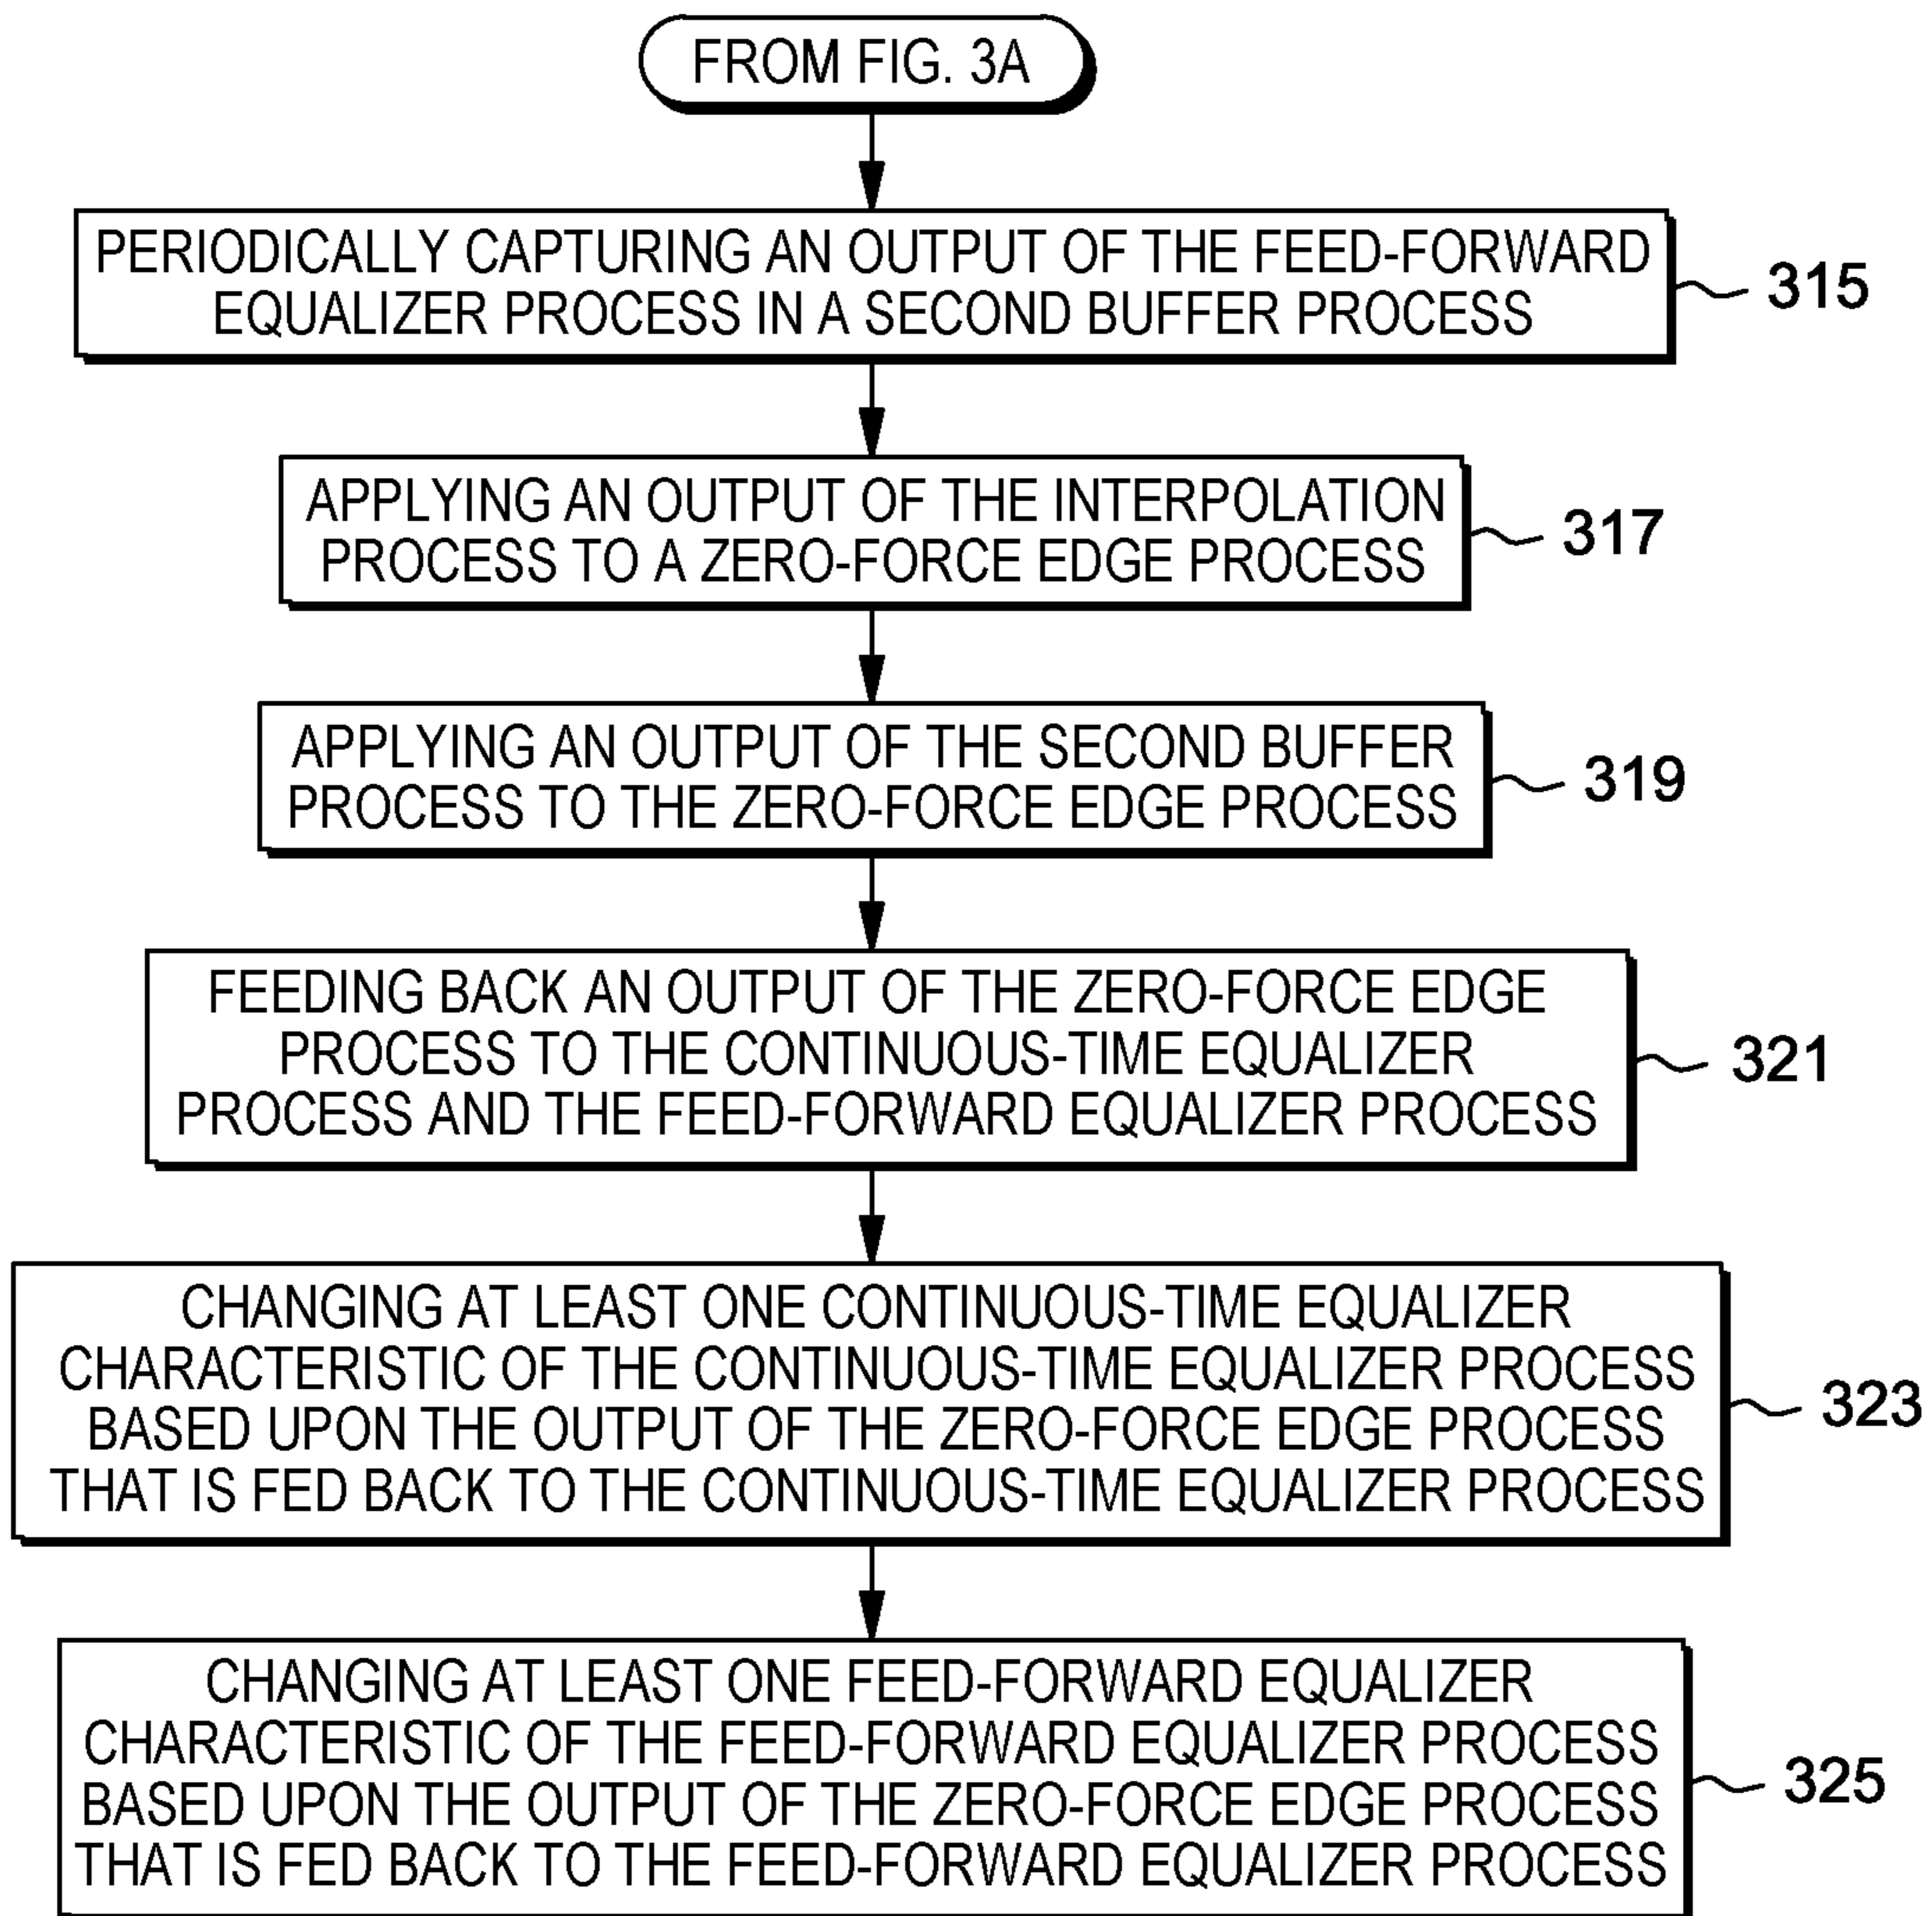 FROM FIG. 3A
PERIODICALLY CAPTURING AN OUTPUT OF THE FEED-FORWARD
EQUALIZER PROCESS IN A SECOND BUFFER PROCESS
315
APPLYING AN OUTPUT OF THE INTERPOLATION
PROCESS TO A ZERO-FORCE EDGE PROCESS
317
APPLYING AN OUTPUT OF THE SECOND BUFFER
PROCESS TO THE ZERO-FORCE EDGE PROCESS
319
FEEDING BACK AN OUTPUT OF THE ZERO-FORCE EDGE
PROCESS TO THE CONTINUOUS-TIME EQUALIZER
PROCESS AND THE FEED-FORWARD EQUALIZER PROCESS
321
CHANGING AT LEAST ONE CONTINUOUS-TIME EQUALIZER
CHARACTERISTIC OF THE CONTINUOUS-TIME EQUALIZER PROCESS
BASED UPON THE OUTPUT OF THE ZERO-FORCE EDGE PROCESS
THAT IS FED BACK TO THE CONTINUOUS-TIME EQUALIZER PROCESS
323
CHANGING AT LEAST ONE FEED-FORWARD EQUALIZER
CHARACTERISTIC OF THE FEED-FORWARD EQUALIZER PROCESS
BASED UPON THE OUTPUT OF THE ZERO-FORCE EDGE PROCESS
THAT IS FED BACK TO THE FEED-FORWARD EQUALIZER PROCESS
325